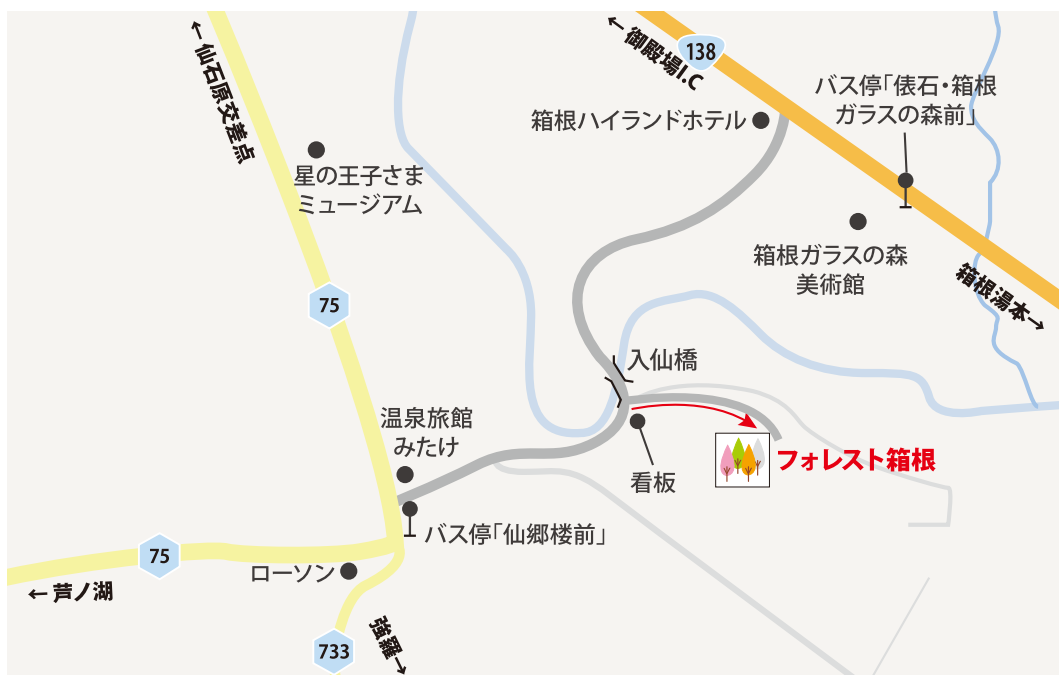 ←仙石原交差点
←御殿場I.C
138
バス停「俵石・箱根
ガラスの森前」
箱根ハイランドホテル
星の王子さま
ミュージアム
箱根ガラスの森
美術館
箱根湯本→
75
入仙橋
温泉旅館
みたけ
看板
フォレスト箱根
バス停「仙郷楼前」
75
ローソン
←芦ノ湖
733
強羅→